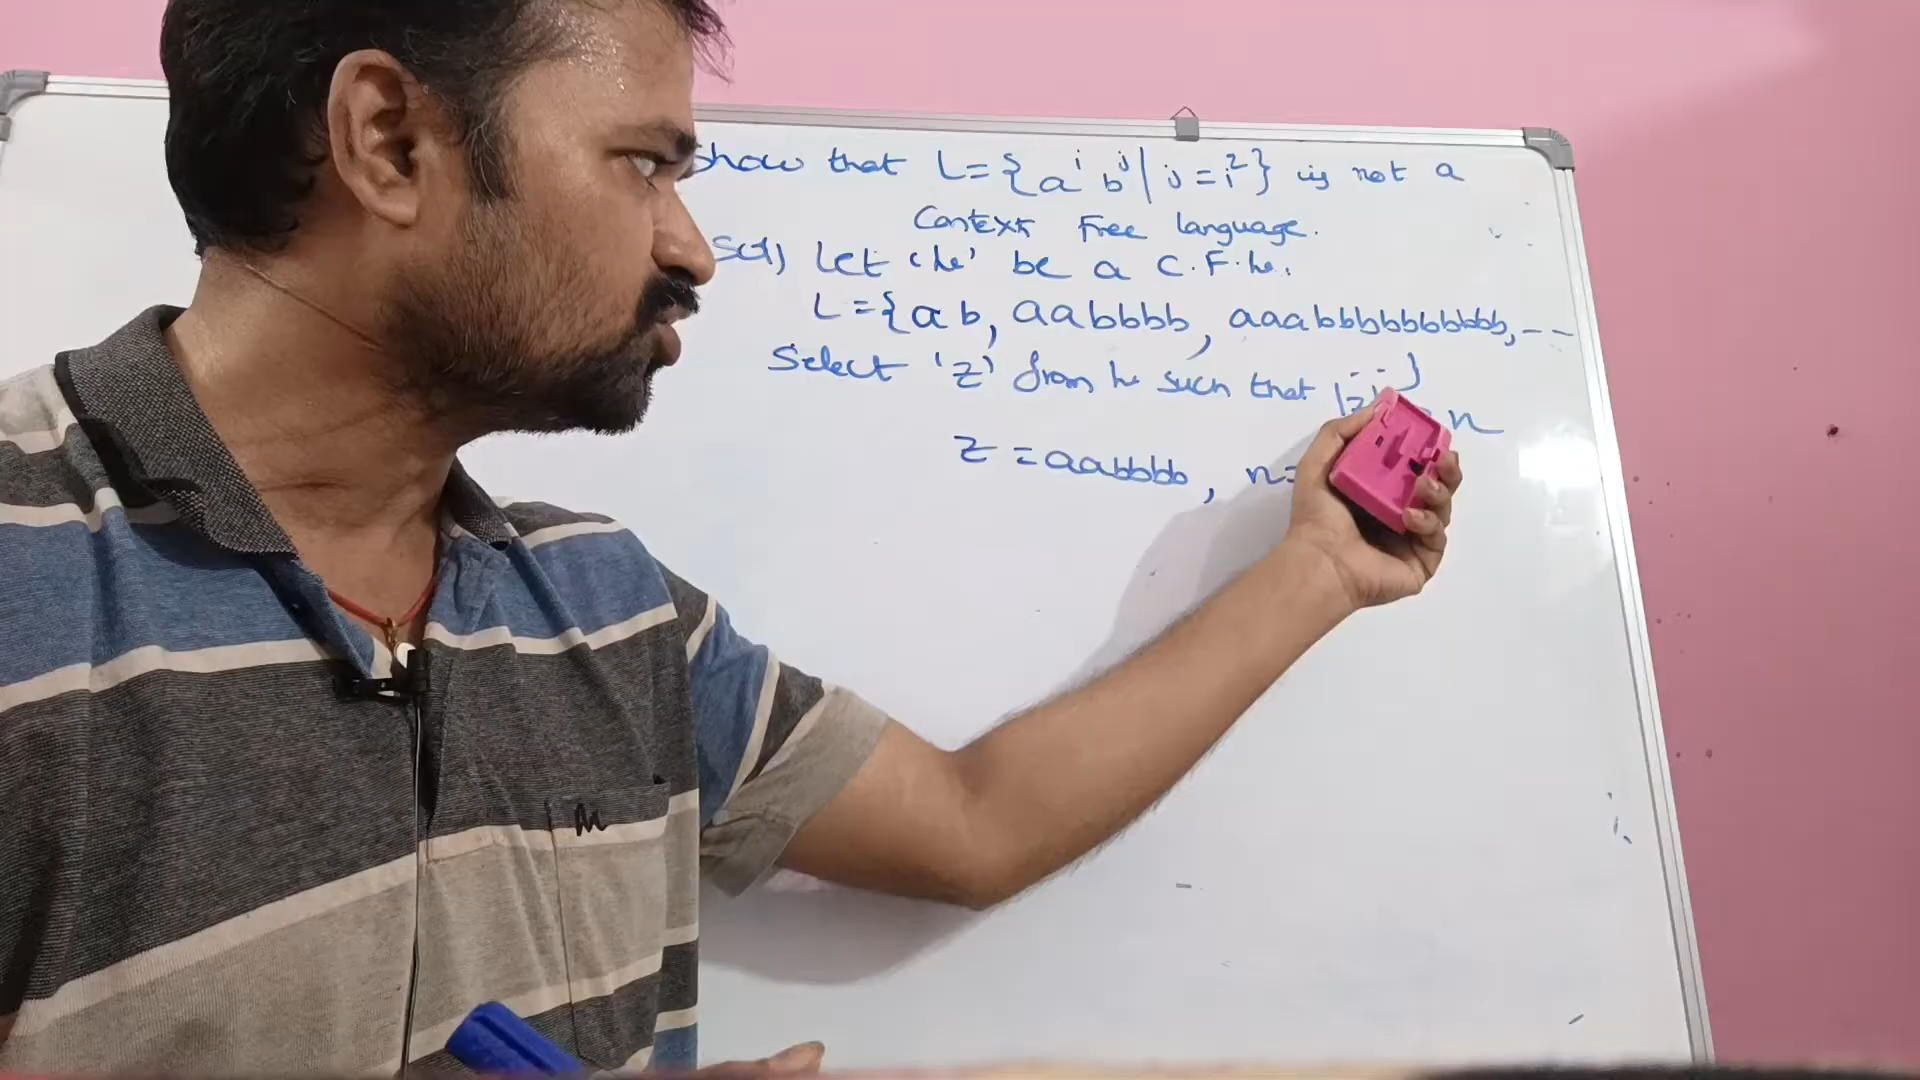 Show that L={a^i b^j | j=i^2} is not a
Context Free language.
Sol) Let 'L' be a C.F.L.
L={ab, aabbbb, aaabbbbbbbbb, --
--}
Select 'z' from L such that |z| n
z = aabbbb, n=